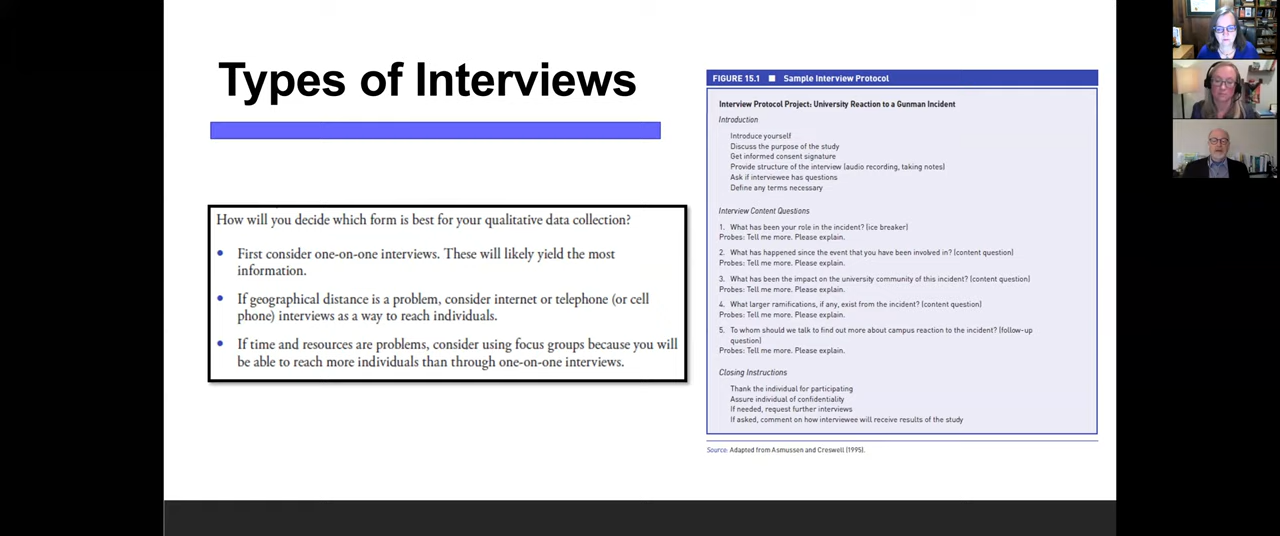 Types of Interviews
How will you decide which form is best for your qualitative data collection?
• First consider one-on-one interviews. These will likely yield the most
information.
• If geographical distance is a problem, consider internet or telephone (or cell
phone) interviews as a way to reach individuals.
• If time and resources are problems, consider using focus groups because you will
be able to reach more individuals than through one-on-one interviews.
FIGURE 15.1 ■ Sample Interview Protocol
Interview Protocol Project: University Reaction to a Gunman Incident
Introduction
Introduce yourself
Discuss the purpose of the study
Get informed consent signature
Provide structure of the interview (audio recording, taking notes)
Ask if interviewee has questions
Define any terms necessary
Interview Content Questions
1. What has been your role in the incident? (ice breaker)
Probes: Tell me more. Please explain.
2. What has happened since the event that you have been involved in? (content question)
Probes: Tell me more. Please explain.
3. What has been the impact on the university community of this incident? (content question)
Probes: Tell me more. Please explain.
4. What larger ramifications, if any, exist from the incident? (content question)
Probes: Tell me more. Please explain.
5. To whom should we talk to find out more about campus reaction to the incident? (follow-up
question)
Probes: Tell me more. Please explain.
Closing Instructions
Thank the individual for participating
Assure individual of confidentiality
If needed, request further interviews
If asked, comment on how interviewee will receive results of the study
Source: Adapted from Asmussen and Creswell (1995).